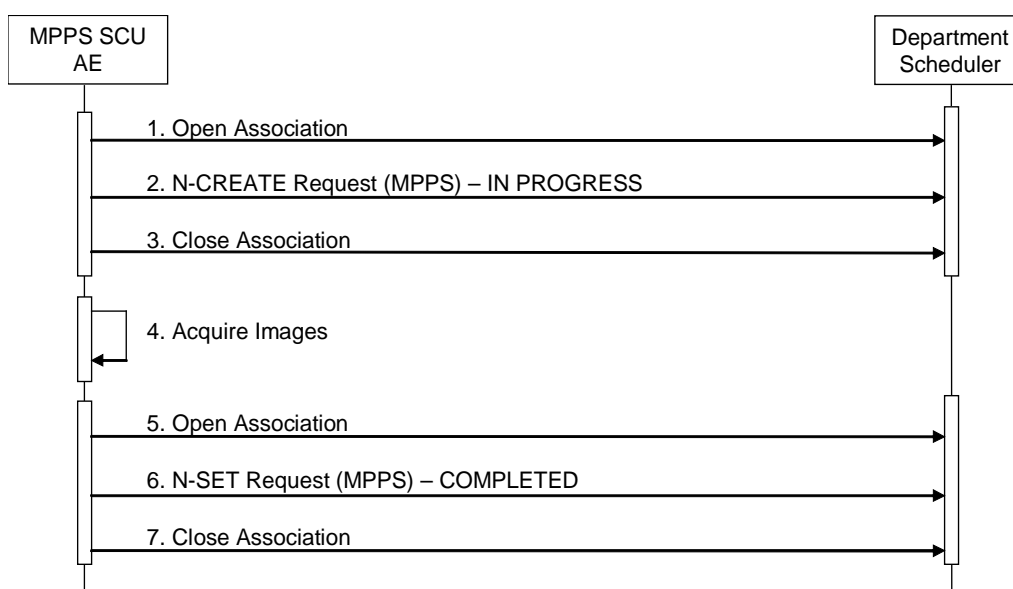 MPPS SCU
AE
Department
Scheduler
1. Open Association
2. N-CREATE Request (MPPS) – IN PROGRESS
3. Close Association
4. Acquire Images
5. Open Association
6. N-SET Request (MPPS) – COMPLETED
7. Close Association